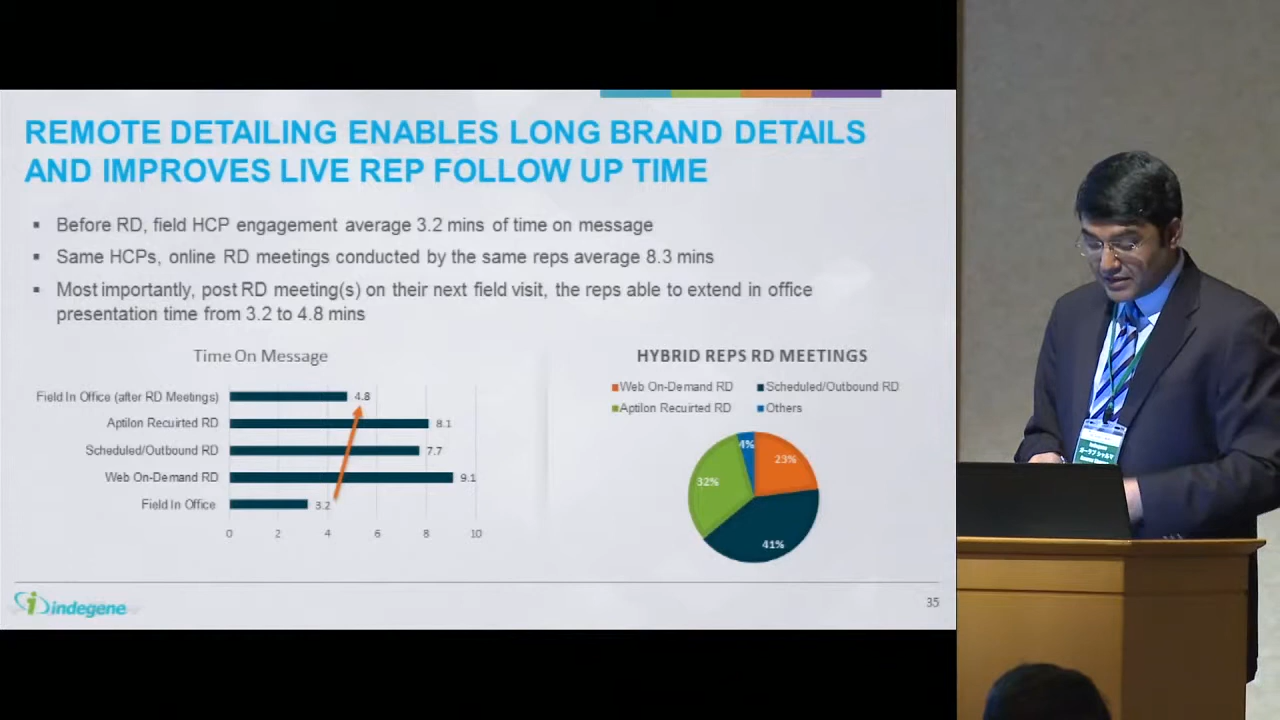 REMOTE DETAILING ENABLES LONG BRAND DETAILS
AND IMPROVES LIVE REP FOLLOW UP TIME
▪ Before RD, field HCP engagement average 3.2 mins of time on message
▪ Same HCPs, online RD meetings conducted by the same reps average 8.3 mins
▪ Most importantly, post RD meeting(s) on their next field visit, the reps able to extend in office
presentation time from 3.2 to 4.8 mins
Time On Message
Field In Office (after RD Meetings) 4.8
Aptilon Recuirted RD 8.1
Scheduled/Outbound RD 7.7
Web On-Demand RD 9.1
Field In Office 3.2
0 2 4 6 8 10
HYBRID REPS RD MEETINGS
Web On-Demand RD Scheduled/Outbound RD
Aptilon Recuirted RD Others
4%
23%
32%
41%
indegene
35